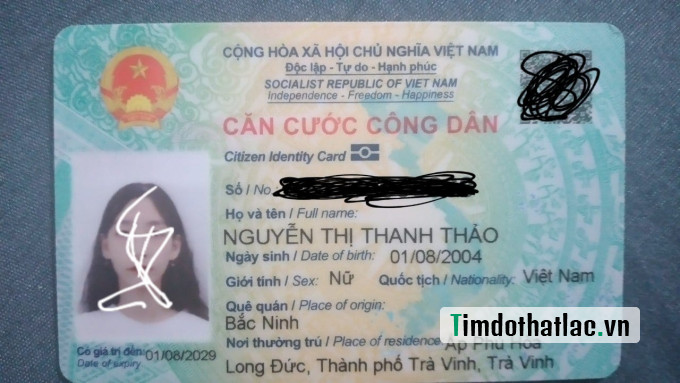 CỘNG HÒA XÃ HỘI CHỦ NGHĨA VIỆT NAM
Độc lập - Tự do - Hạnh phúc
SOCIALIST REPUBLIC OF VIET NAM
Independence - Freedom - Happiness
CĂN CƯỚC CÔNG DÂN
Citizen Identity Card
Số / No.
Họ và tên / Full name:
NGUYỄN THỊ THANH THẢO
Ngày sinh / Date of birth: 01/08/2004
Giới tính / Sex: Nữ Quốc tịch / Nationality: Việt Nam
Quê quán / Place of origin:
Bắc Ninh
Timdothatlac.vn
Nơi thường trú / Place of residence: Ấp Phú Hòa
Long Đức, Thành phố Trà Vinh, Trà Vinh
Có giá trị đến: 01/08/2029
Date of expiry